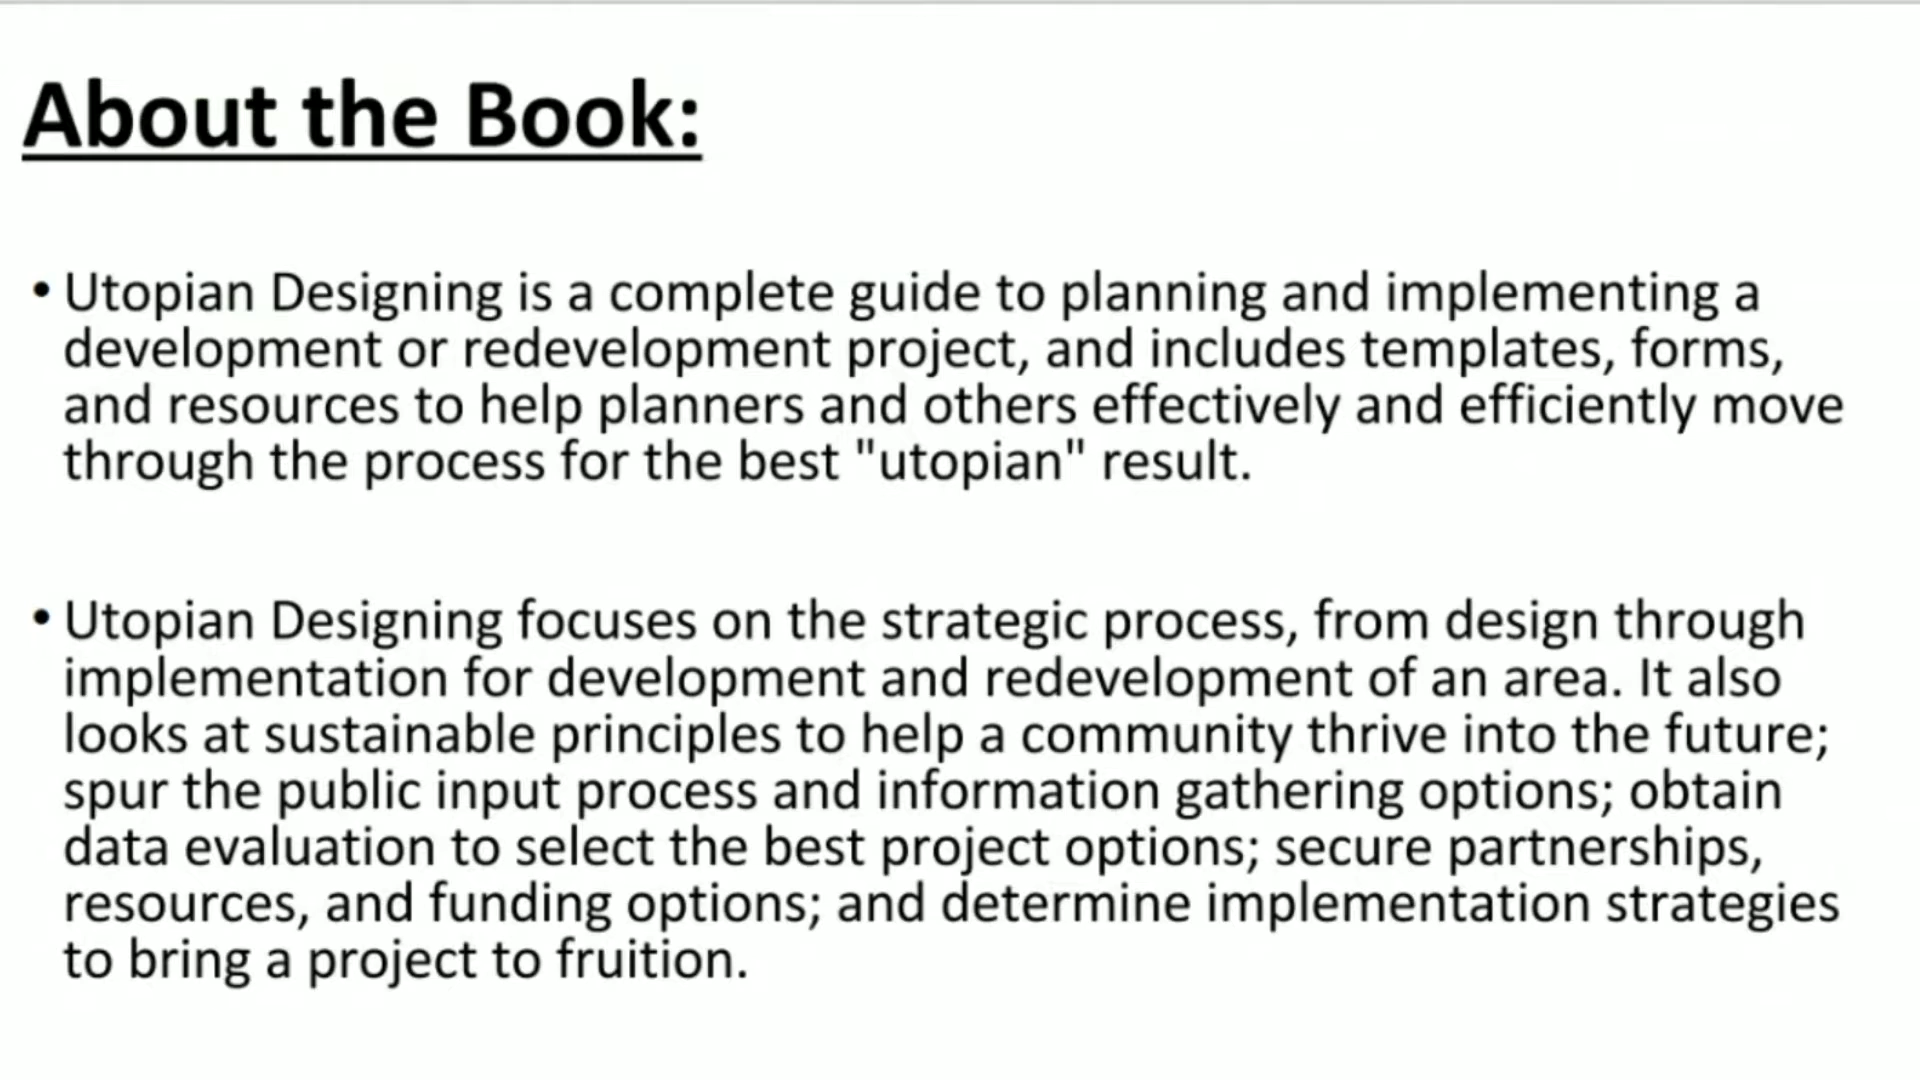 About the Book:
• Utopian Designing is a complete guide to planning and implementing a
development or redevelopment project, and includes templates, forms,
and resources to help planners and others effectively and efficiently move
through the process for the best "utopian" result.
• Utopian Designing focuses on the strategic process, from design through
implementation for development and redevelopment of an area. It also
looks at sustainable principles to help a community thrive into the future;
spur the public input process and information gathering options; obtain
data evaluation to select the best project options; secure partnerships,
resources, and funding options; and determine implementation strategies
to bring a project to fruition.